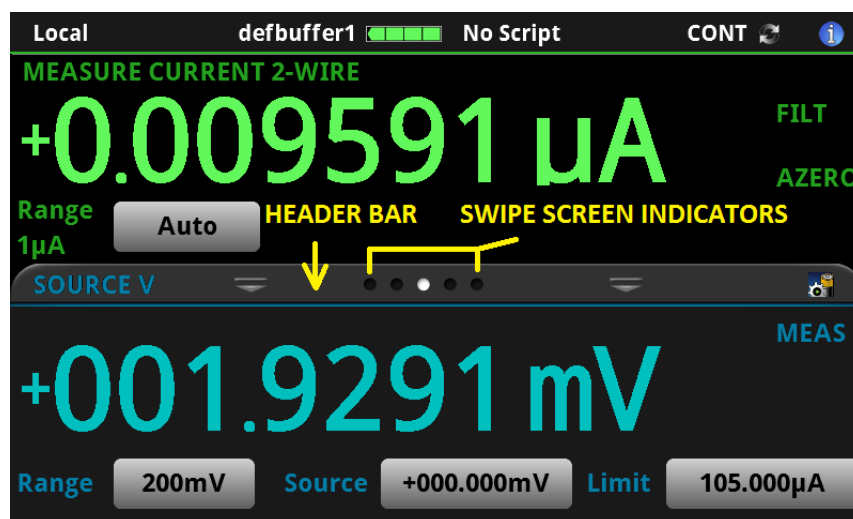 Local defbuffer1 No Script CONT i
MEASURE CURRENT 2-WIRE
+0.009591 µA
FILT
AZERO
Range
1µA
Auto
HEADER BAR SWIPE SCREEN INDICATORS
SOURCE V
MEAS
+001.9291 mV
Range 200mV Source +000.000mV Limit 105.000µA